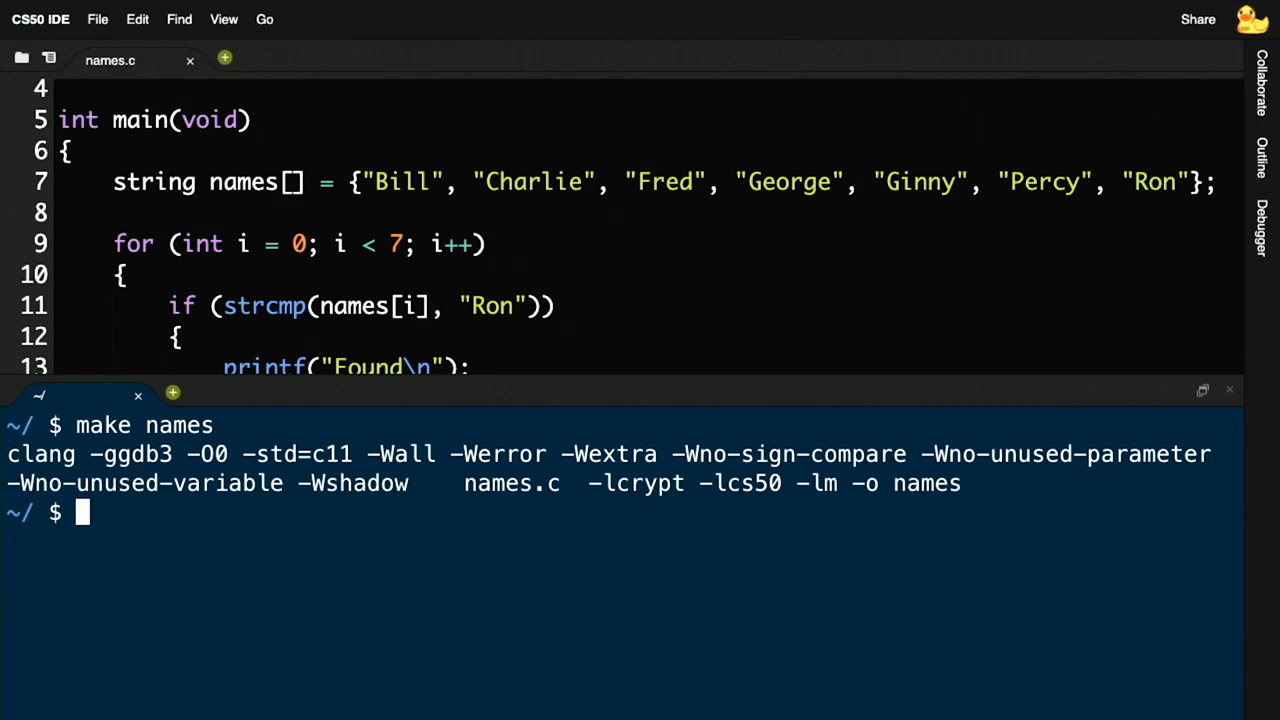 CS50 IDE File Edit View Find Go Share
names.c
4
5 int main(void)
6 {
7     string names[] = {"Bill", "Charlie", "Fred", "George", "Ginny", "Percy", "Ron"};
8
9     for (int i = 0; i < 7; i++)
10     {
11         if (strcmp(names[i], "Ron"))
12         {
13             printf("Found\n");
Collaborate
Outline
Debugger
~/
~/ $ make names
clang -ggdb3 -O0 -std=c11 -Wall -Werror -Wextra -Wno-sign-compare -Wno-unused-parameter
-Wno-unused-variable -Wshadow    names.c  -lcrypt -lcs50 -lm -o names
~/ $